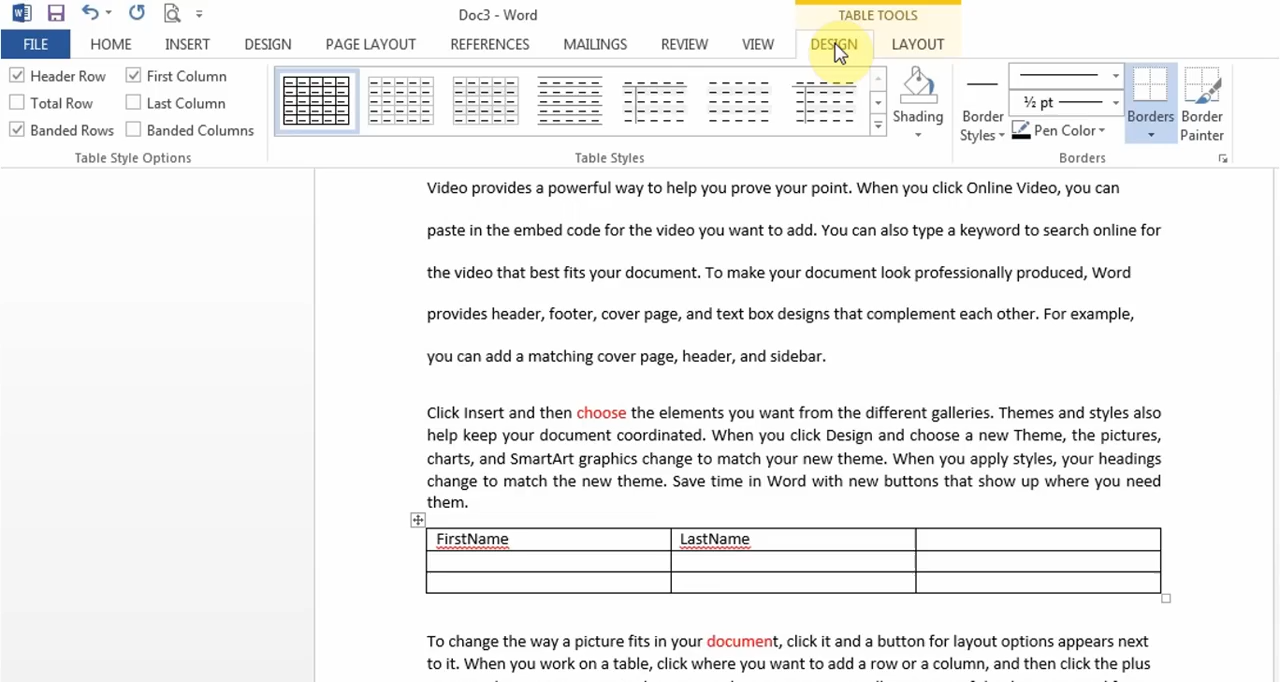 Doc3 - Word
TABLE TOOLS
FILE HOME INSERT DESIGN PAGE LAYOUT REFERENCES MAILINGS REVIEW VIEW DESIGN LAYOUT
Header Row First Column
Total Row Last Column
Banded Rows Banded Columns
Table Style Options
Table Styles
Shading
Border Styles
½ pt
Pen Color
Borders
Border Painter
Borders
Video provides a powerful way to help you prove your point. When you click Online Video, you can
paste in the embed code for the video you want to add. You can also type a keyword to search online for
the video that best fits your document. To make your document look professionally produced, Word
provides header, footer, cover page, and text box designs that complement each other. For example,
you can add a matching cover page, header, and sidebar.
Click Insert and then choose the elements you want from the different galleries. Themes and styles also
help keep your document coordinated. When you click Design and choose a new Theme, the pictures,
charts, and SmartArt graphics change to match your new theme. When you apply styles, your headings
change to match the new theme. Save time in Word with new buttons that show up where you need
them.
FirstName LastName
To change the way a picture fits in your document, click it and a button for layout options appears next
to it. When you work on a table, click where you want to add a row or a column, and then click the plus